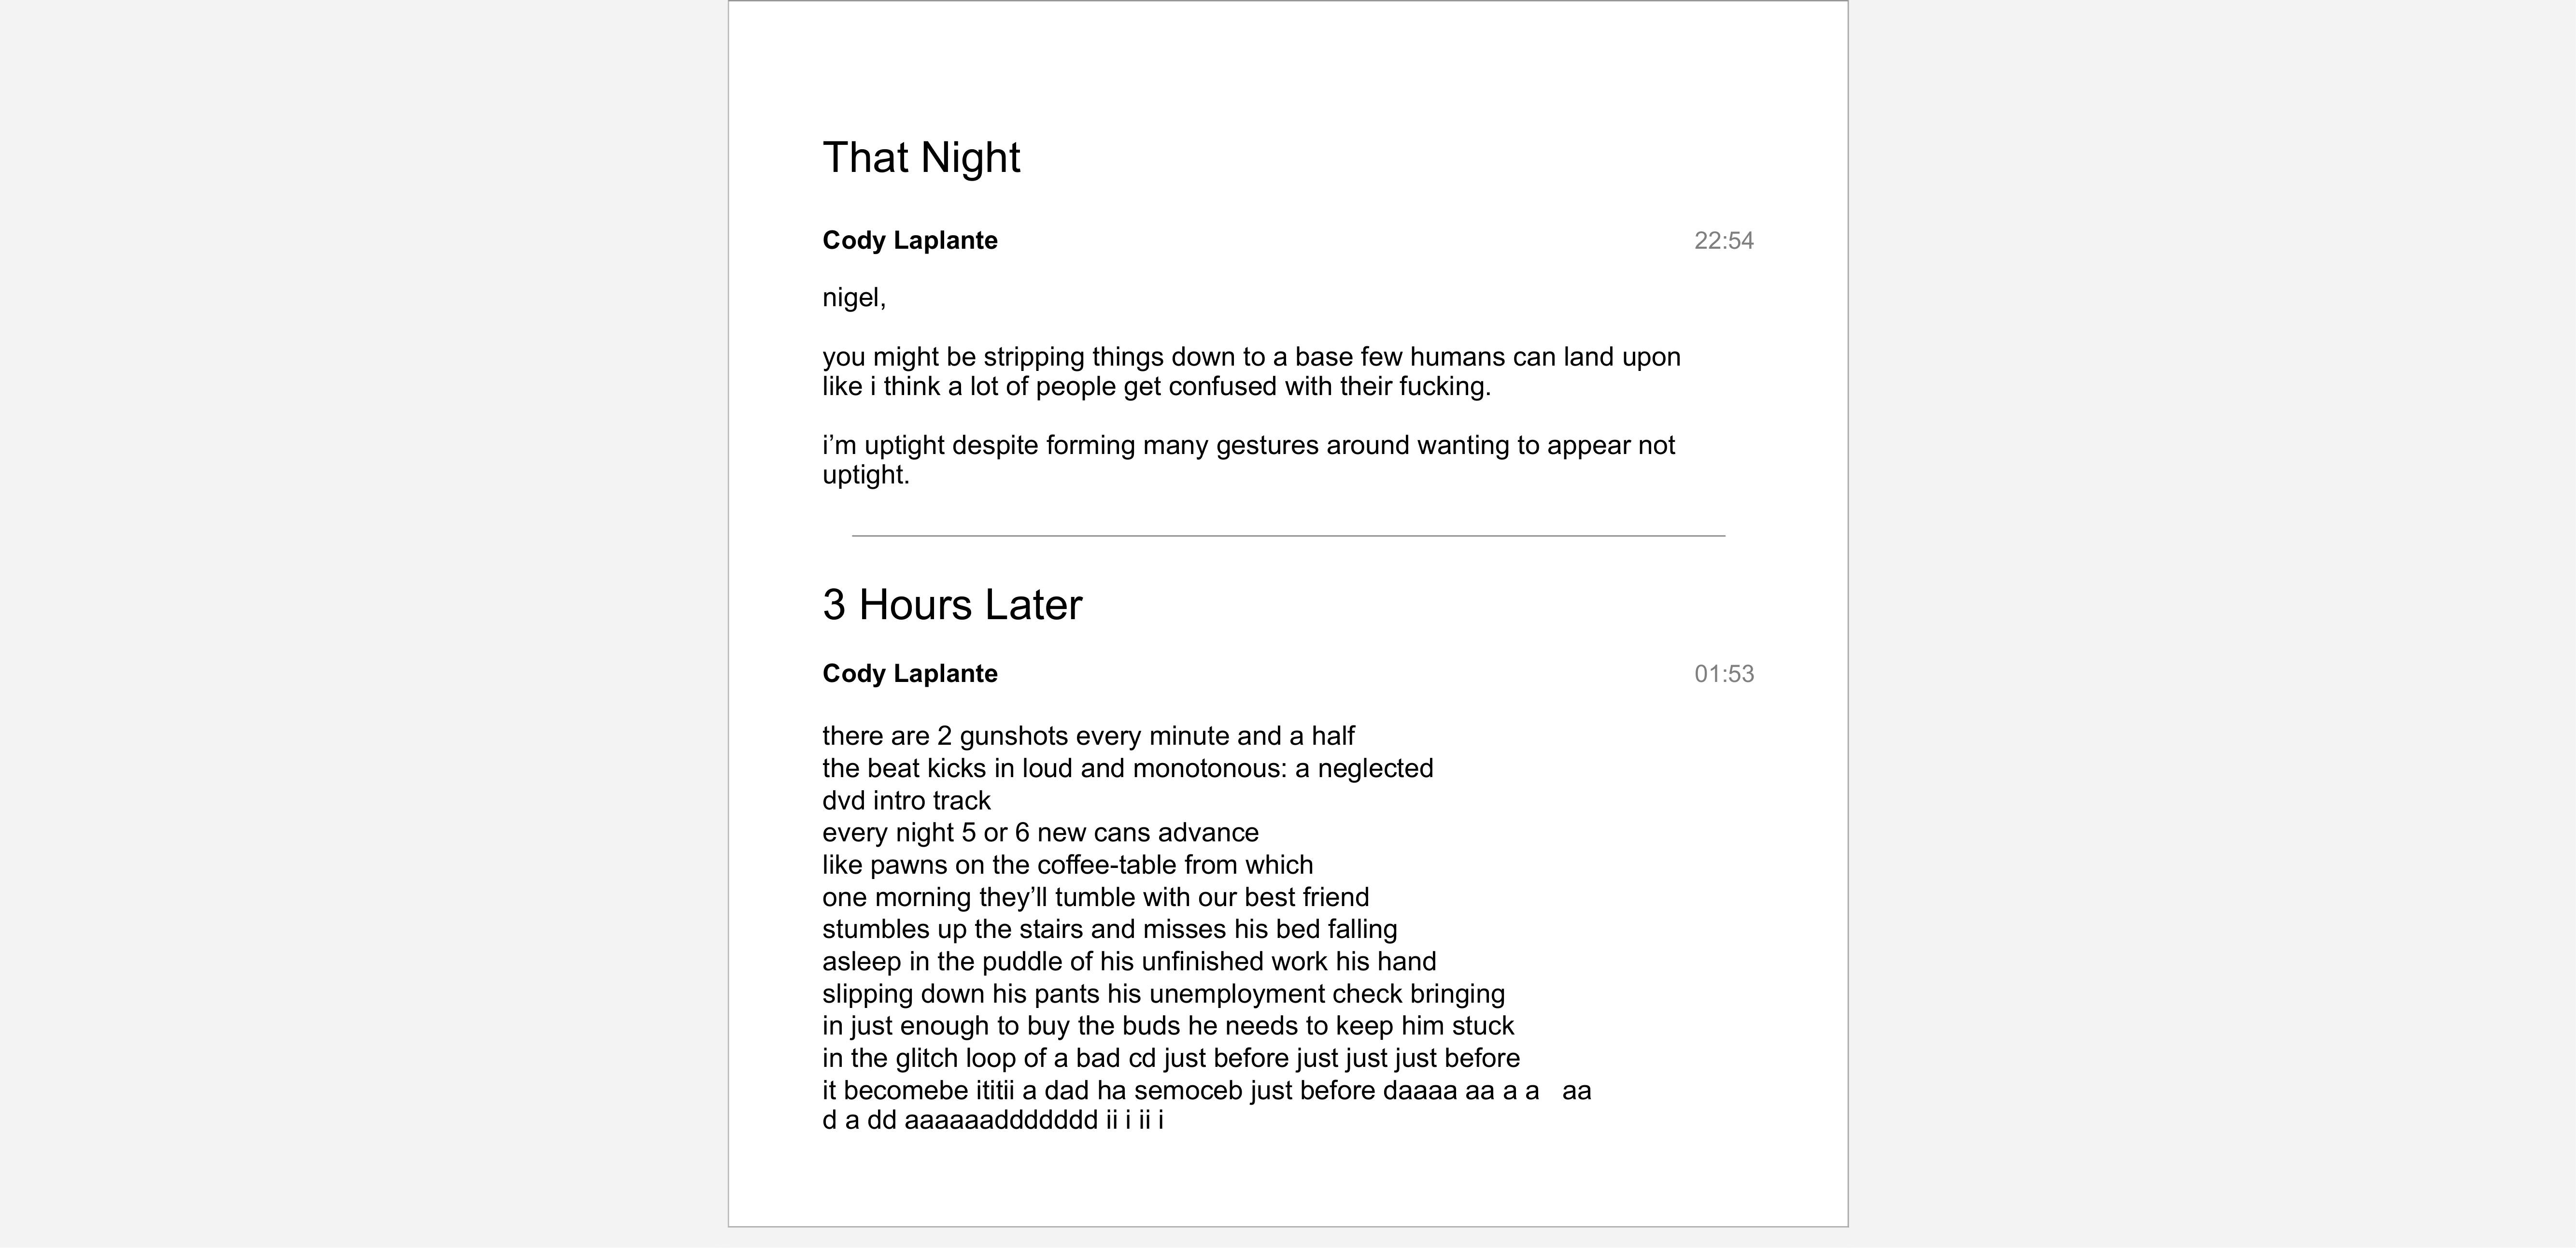 That Night
Cody Laplante 22:54
nigel,
you might be stripping things down to a base few humans can land upon
like i think a lot of people get confused with their fucking.
i’m uptight despite forming many gestures around wanting to appear not
uptight.
3 Hours Later
Cody Laplante 01:53
there are 2 gunshots every minute and a half
the beat kicks in loud and monotonous: a neglected
dvd intro track
every night 5 or 6 new cans advance
like pawns on the coffee-table from which
one morning they’ll tumble with our best friend
stumbles up the stairs and misses his bed falling
asleep in the puddle of his unfinished work his hand
slipping down his pants his unemployment check bringing
in just enough to buy the buds he needs to keep him stuck
in the glitch loop of a bad cd just before just just just before
it becomebe ititii a dad ha semoceb just before daaaa aa a a   aa
d a dd aaaaaaddddddd ii i ii i